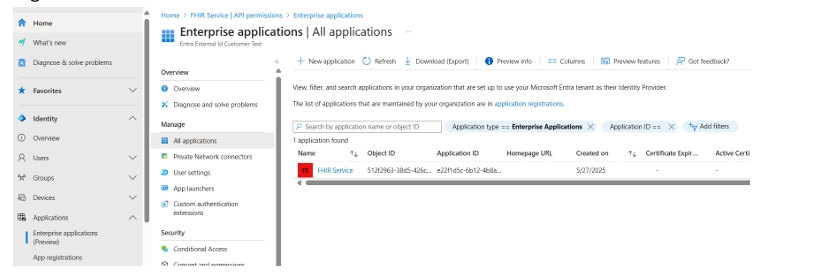 Home
What's new
Diagnose & solve problems
Favorites
Identity
Overview
Users
Groups
Devices
Applications
Enterprise applications
(Preview)
App registrations
Home > FHIR Service | API permissions > Enterprise applications
Enterprise applications | All applications ...
Entra External Id Customer Test
Overview
Overview
Diagnose and solve problems
Manage
All applications
Private Network connectors
User settings
App launchers
Custom authentication
extensions
Security
Conditional Access
Consent and permissions
New application Refresh Download (Export) Preview info Columns Preview features Got feedback?
View, filter, and search applications in your organization that are set up to use your Microsoft Entra tenant as their Identity Provider.
The list of applications that are maintained by your organization are in application registrations.
Search by application name or object ID Application type == Enterprise Applications Application ID == Add filters
1 application found
Name Object ID Application ID Homepage URL Created on Certificate Expir... Active Certi
FS FHIR Service 512f2963-38d5-426c... e22f1d5c-6b12-4b8a... 5/27/2025 - -